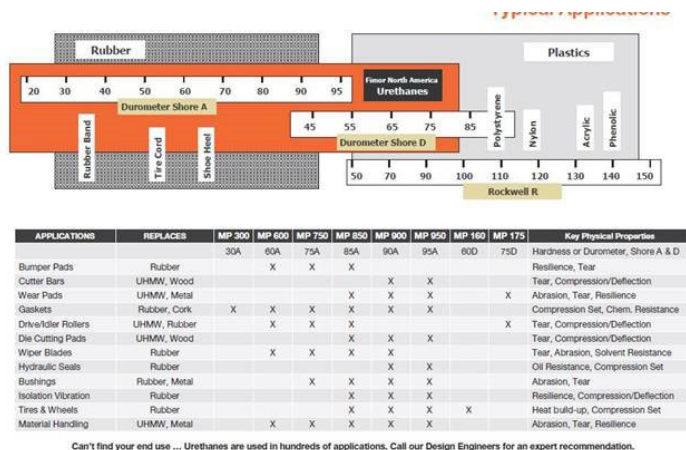 Typical Applications
Rubber
Plastics
Fimor North America
Urethanes
20 30 40 50 60 70 80 90 95
Durometer Shore A
45 55 65 75 85
Durometer Shore D
Rubber Band
Tire Cord
Shoe Heel
Polystyrene
Nylon
Acrylic
Phenolic
50 60 70 90 100 110 120 130 140 150
Rockwell R
APPLICATIONS REPLACES MP 300 MP 600 MP 750 MP 850 MP 900 MP 950 MP 160 MP 175 Key Physical Properties
30A 60A 75A 85A 90A 95A 60D 75D Hardness or Durometer, Shore A & D
Bumper Pads Rubber X X X Resilience, Tear
Cutter Bars UHMW, Wood X X Tear, Compression/Deflection
Wear Pads UHMW, Metal X X X X Abrasion, Tear, Resilience
Gaskets Rubber, Cork X X X X X X Compression Set, Chem. Resistance
Drive/Idler Rollers UHMW, Rubber X X X X Tear, Compression/Deflection
Die Cutting Pads UHMW, Wood X X X Tear, Compression/Deflection
Wiper Blades Rubber X X X X Tear, Abrasion, Solvent Resistance
Hydraulic Seals Rubber X X Oil Resistance, Compression Set
Bushings Rubber, Metal X X X X Abrasion, Tear
Isolation Vibration Rubber X X X Resilience, Compression/Deflection
Tires & Wheels Rubber X X X X Heat build-up, Compression Set
Material Handling UHMW, Metal X X X X X Abrasion, Tear, Resilience
Can't find your end use ... Urethanes are used in hundreds of applications. Call our Design Engineers for an expert recommendation.